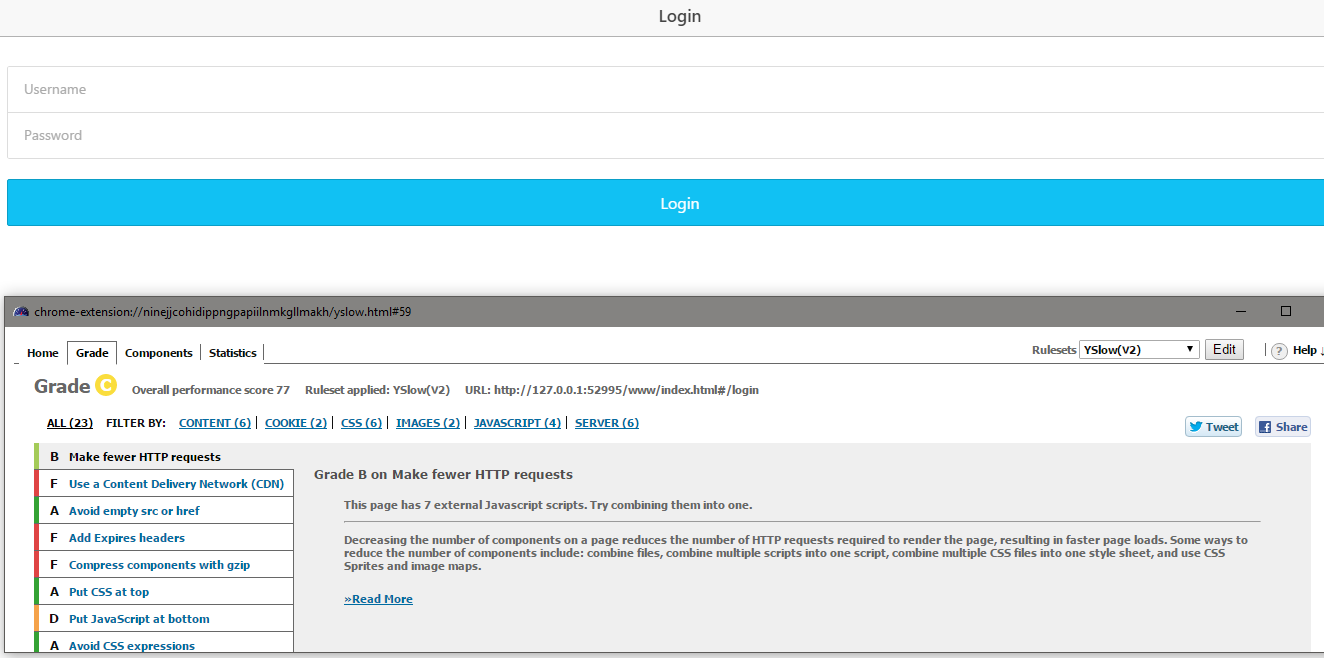 Login
Username
Password
Login
chrome-extension://ninejjcohidippngpapiilnmkgllmakh/yslow.html#59
Home Grade Components Statistics Rulesets YSlow(V2) Edit ? Help
Grade C Overall performance score 77 Ruleset applied: YSlow(V2) URL: http://127.0.0.1:52995/www/index.html#/login
ALL (23) FILTER BY: CONTENT (6) COOKIE (2) CSS (6) IMAGES (2) JAVASCRIPT (4) SERVER (6) Tweet Share
B Make fewer HTTP requests
F Use a Content Delivery Network (CDN)
A Avoid empty src or href
F Add Expires headers
F Compress components with gzip
A Put CSS at top
D Put JavaScript at bottom
A Avoid CSS expressions
Grade B on Make fewer HTTP requests
This page has 7 external Javascript scripts. Try combining them into one.
Decreasing the number of components on a page reduces the number of HTTP requests required to render the page, resulting in faster page loads. Some ways to
reduce the number of components include: combine files, combine multiple scripts into one script, combine multiple CSS files into one style sheet, and use CSS
Sprites and image maps.
»Read More